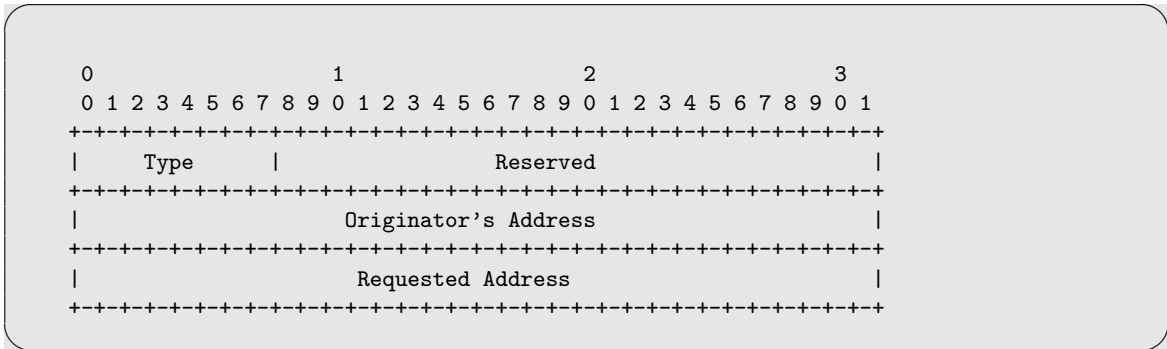 0                   1                   2                   3
0 1 2 3 4 5 6 7 8 9 0 1 2 3 4 5 6 7 8 9 0 1 2 3 4 5 6 7 8 9 0 1
+-+-+-+-+-+-+-+-+-+-+-+-+-+-+-+-+-+-+-+-+-+-+-+-+-+-+-+-+-+-+-+-+
|     Type      |                 Reserved                      |
+-+-+-+-+-+-+-+-+-+-+-+-+-+-+-+-+-+-+-+-+-+-+-+-+-+-+-+-+-+-+-+-+
|                     Originator's Address                      |
+-+-+-+-+-+-+-+-+-+-+-+-+-+-+-+-+-+-+-+-+-+-+-+-+-+-+-+-+-+-+-+-+
|                      Requested Address                        |
+-+-+-+-+-+-+-+-+-+-+-+-+-+-+-+-+-+-+-+-+-+-+-+-+-+-+-+-+-+-+-+-+